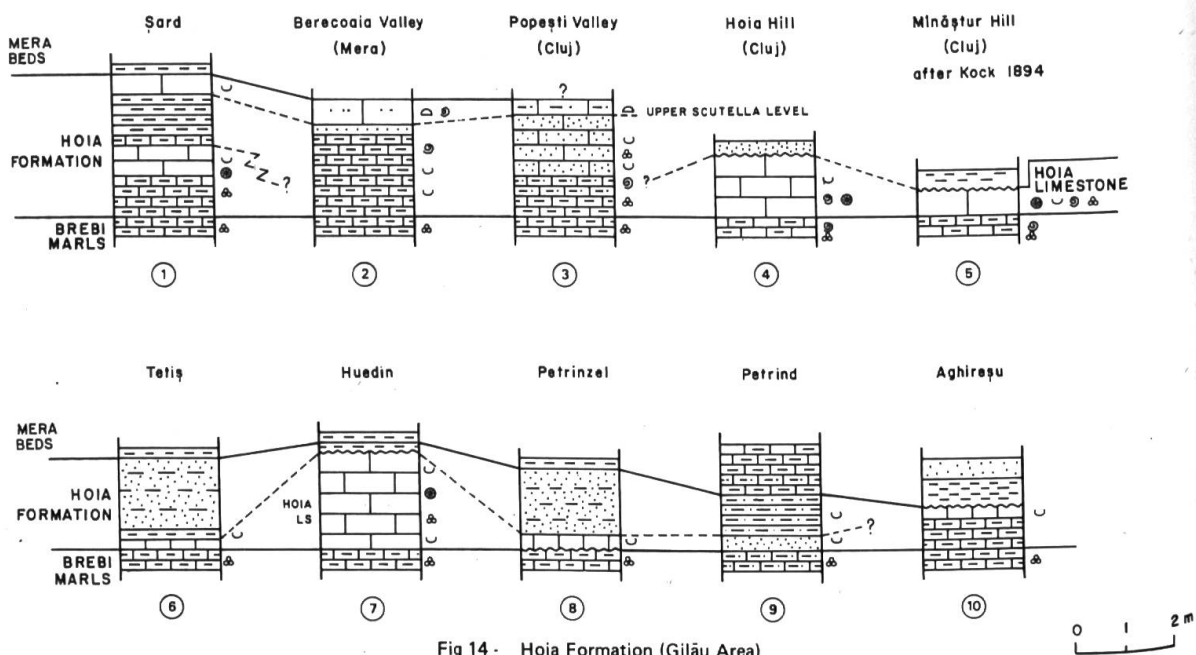 Șard
Berecoaia Valley
(Mera)
Popești Valley
(Cluj)
Hoia Hill
(Cluj)
Mînăștur Hill
(Cluj)
after Kock 1894
MERA
BEDS
HOIA
FORMATION
BREBI
MARLS
?
?
UPPER SCUTELLA LEVEL
?
HOIA
LIMESTONE
1
2
3
4
5
Tetiș
Huedin
Petrinzel
Petrind
Aghireșu
MERA
BEDS
HOIA
FORMATION
HOIA
LS
?
BREBI
MARLS
6
7
8
9
10
0 1 2 m
Fig 14 - Hoia Formation (Gilău Area)